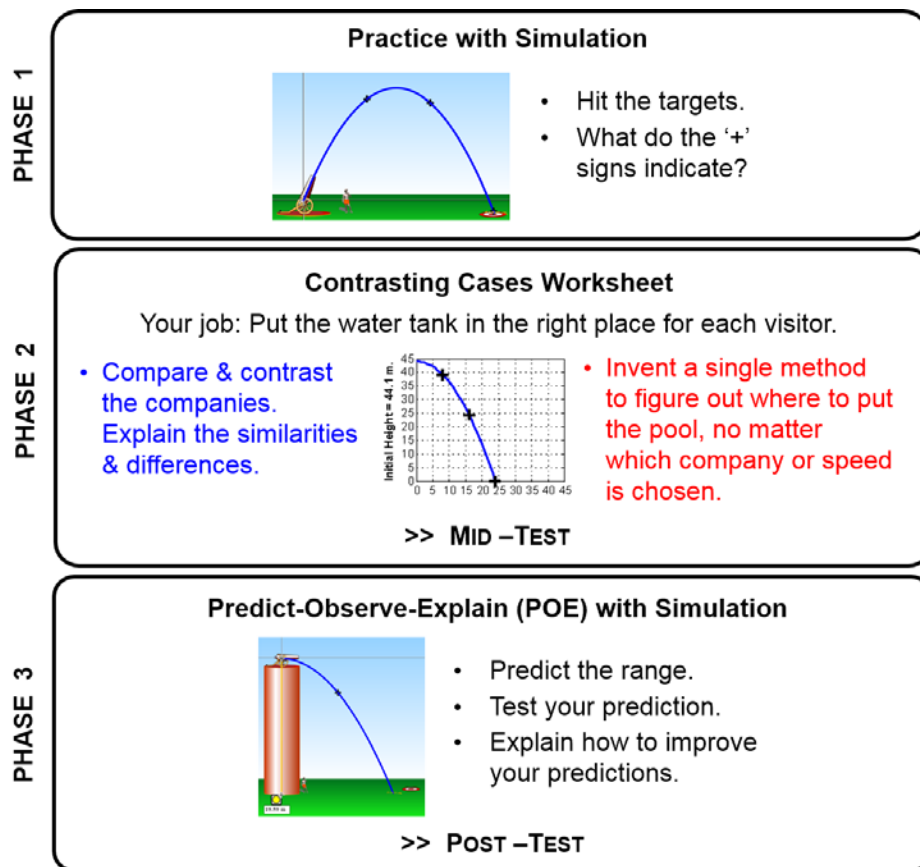 PHASE 1
Practice with Simulation
• Hit the targets.
• What do the ‘+’
signs indicate?
PHASE 2
Contrasting Cases Worksheet
Your job: Put the water tank in the right place for each visitor.
• Compare & contrast
the companies.
Explain the similarities
& differences.
Initial Height = 44.1 m.
45
40
35
30
25
20
15
10
5
0
0 5 10 15 20 25 30 35 40 45
• Invent a single method
to figure out where to put
the pool, no matter
which company or speed
is chosen.
>> MID –TEST
PHASE 3
Predict-Observe-Explain (POE) with Simulation
• Predict the range.
• Test your prediction.
• Explain how to improve
your predictions.
>> POST –TEST